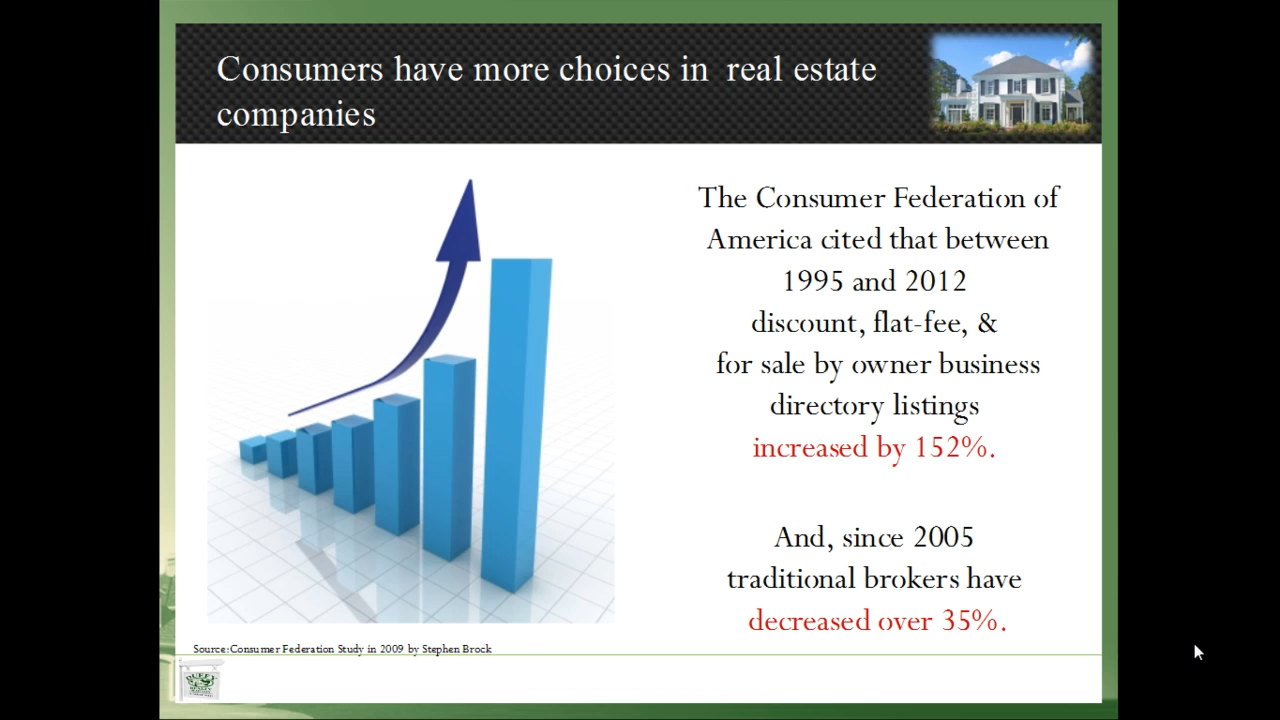 Consumers have more choices in  real estate
companies
The Consumer Federation of
America cited that between
1995 and 2012
discount, flat-fee, &
for sale by owner business
directory listings
increased by 152%.
And, since 2005
traditional brokers have
decreased over 35%.
Source:Consumer Federation Study in 2009 by Stephen Brock
DUFFY
REALTY